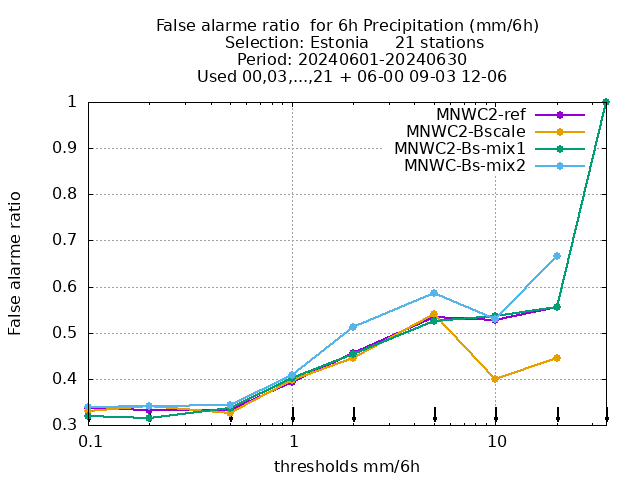 False alarme ratio  for 6h Precipitation (mm/6h)
Selection: Estonia     21 stations
Period: 20240601-20240630
Used 00,03,...,21 + 06-00 09-03 12-06
MNWC2-ref
MNWC2-Bscale
MNWC2-Bs-mix1
MNWC-Bs-mix2
False alarme ratio
1
0.9
0.8
0.7
0.6
0.5
0.4
0.3
0.1 1 10
thresholds mm/6h